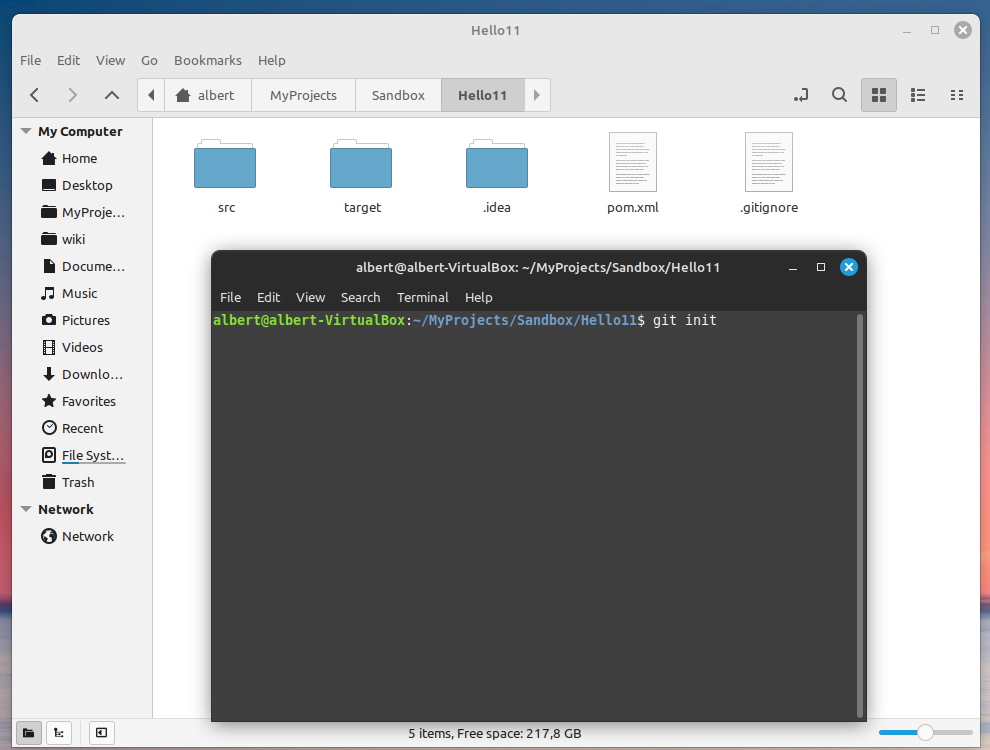 Hello11
File Edit View Go Bookmarks Help
albert MyProjects Sandbox Hello11
My Computer
Home
Desktop
MyProje...
wiki
Docume...
Music
Pictures
Videos
Downlo...
Favorites
Recent
File Syst...
Trash
Network
Network
src target .idea pom.xml .gitignore
albert@albert-VirtualBox: ~/MyProjects/Sandbox/Hello11
File Edit View Search Terminal Help
albert@albert-VirtualBox:~/MyProjects/Sandbox/Hello11$ git init
5 items, Free space: 217,8 GB